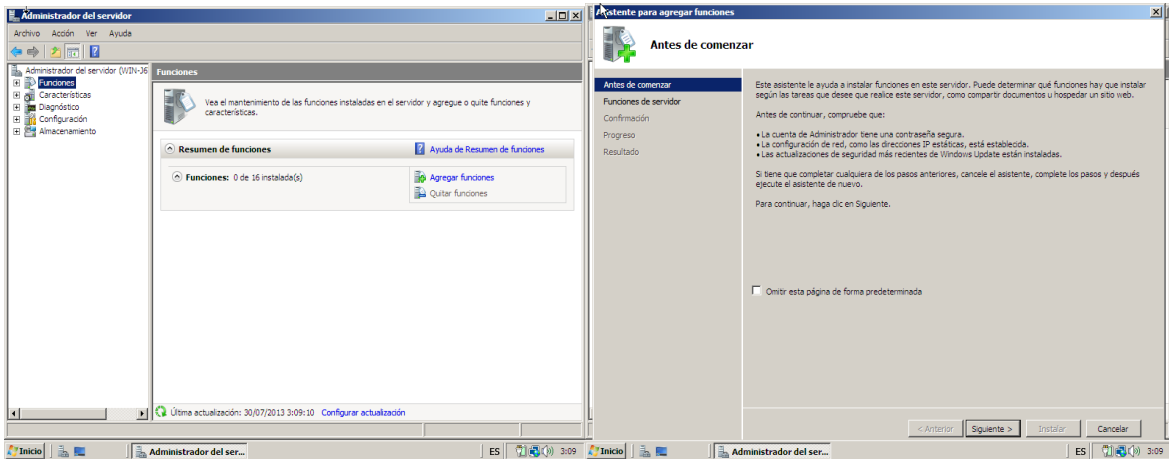 Administrador del servidor
Archivo Acción Ver Ayuda
Administrador del servidor (WIN-J6
Funciones
Características
Diagnóstico
Configuración
Almacenamiento
Funciones
Vea el mantenimiento de las funciones instaladas en el servidor y agregue o quite funciones y
características.
Resumen de funciones
Ayuda de Resumen de funciones
Funciones: 0 de 16 instalada(s)
Agregar funciones
Quitar funciones
Última actualización: 30/07/2013 3:09:10 Configurar actualización
Inicio
Administrador del ser...
ES
3:09
Asistente para agregar funciones
Antes de comenzar
Antes de comenzar
Funciones de servidor
Confirmación
Progreso
Resultado
Este asistente le ayuda a instalar funciones en este servidor. Puede determinar qué funciones hay que instalar
según las tareas que desee que realice este servidor, como compartir documentos u hospedar un sitio web.
Antes de continuar, compruebe que:
• La cuenta de Administrador tiene una contraseña segura.
• La configuración de red, como las direcciones IP estáticas, está establecida.
• Las actualizaciones de seguridad más recientes de Windows Update están instaladas.
Si tiene que completar cualquiera de los pasos anteriores, cancele el asistente, complete los pasos y después
ejecute el asistente de nuevo.
Para continuar, haga clic en Siguiente.
Omitir esta página de forma predeterminada
< Anterior
Siguiente >
Instalar
Cancelar
Inicio
Administrador del ser...
ES
3:09